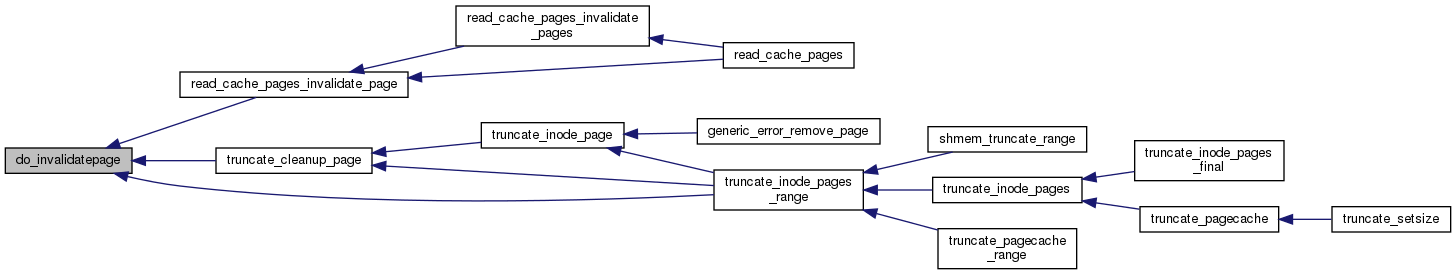 read_cache_pages_invalidate
_pages
read_cache_pages
read_cache_pages_invalidate_page
truncate_inode_page
generic_error_remove_page
shmem_truncate_range
do_invalidatepage
truncate_cleanup_page
truncate_inode_pages
_final
truncate_inode_pages
_range
truncate_inode_pages
truncate_pagecache
truncate_setsize
truncate_pagecache
_range